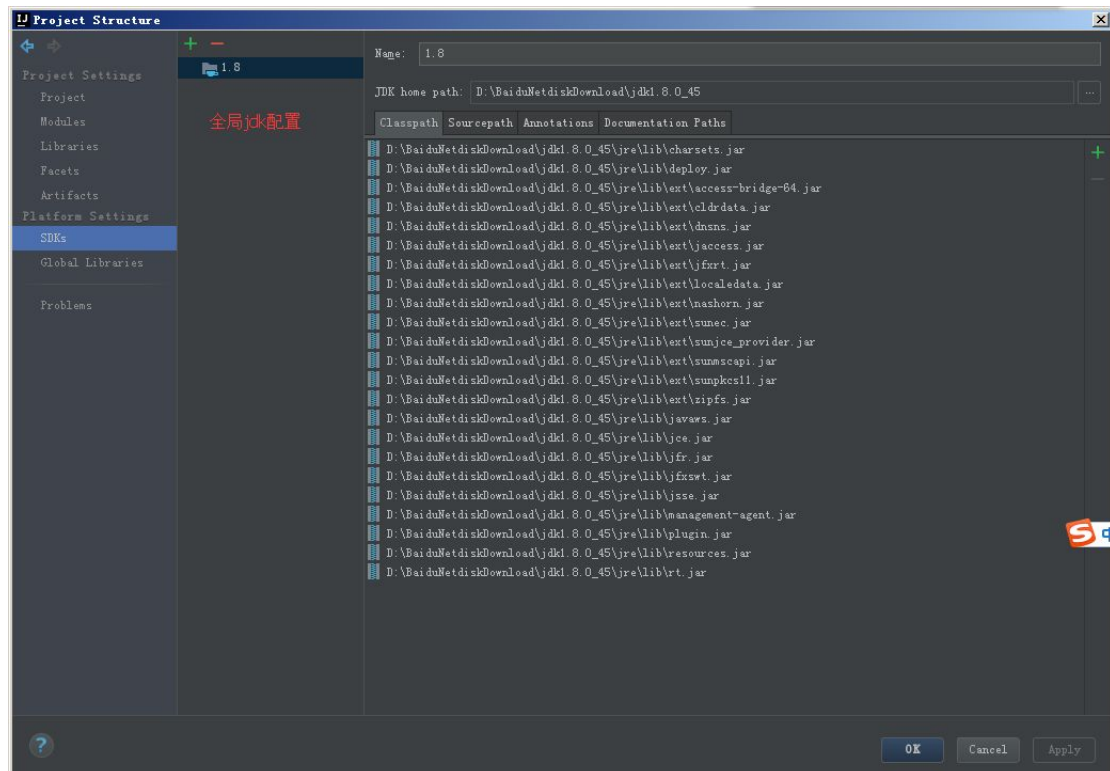 Project Structure
Project Settings
Project
Modules
Libraries
Facets
Artifacts
Platform Settings
SDKs
Global Libraries
Problems
1.8
全局jdk配置
Name: 1.8
JDK home path: D:\BaiduNetdiskDownload\jdk1.8.0_45
Classpath Sourcepath Annotations Documentation Paths
D:\BaiduNetdiskDownload\jdk1.8.0_45\jre\lib\charsets.jar
D:\BaiduNetdiskDownload\jdk1.8.0_45\jre\lib\deploy.jar
D:\BaiduNetdiskDownload\jdk1.8.0_45\jre\lib\ext\access-bridge-64.jar
D:\BaiduNetdiskDownload\jdk1.8.0_45\jre\lib\ext\cldrdata.jar
D:\BaiduNetdiskDownload\jdk1.8.0_45\jre\lib\ext\dnsns.jar
D:\BaiduNetdiskDownload\jdk1.8.0_45\jre\lib\ext\jaccess.jar
D:\BaiduNetdiskDownload\jdk1.8.0_45\jre\lib\ext\jfxrt.jar
D:\BaiduNetdiskDownload\jdk1.8.0_45\jre\lib\ext\localedata.jar
D:\BaiduNetdiskDownload\jdk1.8.0_45\jre\lib\ext\nashorn.jar
D:\BaiduNetdiskDownload\jdk1.8.0_45\jre\lib\ext\sunec.jar
D:\BaiduNetdiskDownload\jdk1.8.0_45\jre\lib\ext\sunjce_provider.jar
D:\BaiduNetdiskDownload\jdk1.8.0_45\jre\lib\ext\sunmscapi.jar
D:\BaiduNetdiskDownload\jdk1.8.0_45\jre\lib\ext\sunpkcs11.jar
D:\BaiduNetdiskDownload\jdk1.8.0_45\jre\lib\ext\zipfs.jar
D:\BaiduNetdiskDownload\jdk1.8.0_45\jre\lib\javaws.jar
D:\BaiduNetdiskDownload\jdk1.8.0_45\jre\lib\jce.jar
D:\BaiduNetdiskDownload\jdk1.8.0_45\jre\lib\jfr.jar
D:\BaiduNetdiskDownload\jdk1.8.0_45\jre\lib\jfxswt.jar
D:\BaiduNetdiskDownload\jdk1.8.0_45\jre\lib\jsse.jar
D:\BaiduNetdiskDownload\jdk1.8.0_45\jre\lib\management-agent.jar
D:\BaiduNetdiskDownload\jdk1.8.0_45\jre\lib\plugin.jar
D:\BaiduNetdiskDownload\jdk1.8.0_45\jre\lib\resources.jar
D:\BaiduNetdiskDownload\jdk1.8.0_45\jre\lib\rt.jar
OK Cancel Apply